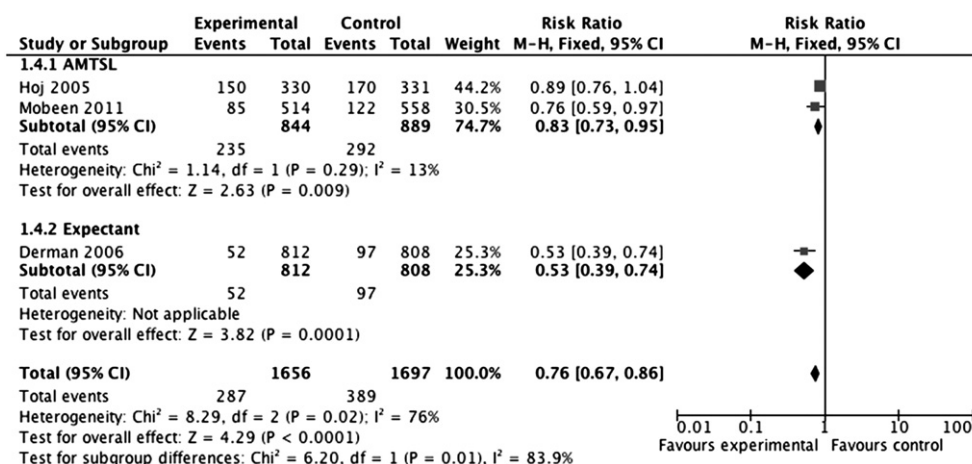 Experimental Control Risk Ratio Risk Ratio
Study or Subgroup Events Total Events Total Weight M-H, Fixed, 95% CI M-H, Fixed, 95% CI
1.4.1 AMTSL
Hoj 2005 150 330 170 331 44.2% 0.89 [0.76, 1.04]
Mobeen 2011 85 514 122 558 30.5% 0.76 [0.59, 0.97]
Subtotal (95% CI) 844 889 74.7% 0.83 [0.73, 0.95]
Total events 235 292
Heterogeneity: Chi² = 1.14, df = 1 (P = 0.29); I² = 13%
Test for overall effect: Z = 2.63 (P = 0.009)
1.4.2 Expectant
Derman 2006 52 812 97 808 25.3% 0.53 [0.39, 0.74]
Subtotal (95% CI) 812 808 25.3% 0.53 [0.39, 0.74]
Total events 52 97
Heterogeneity: Not applicable
Test for overall effect: Z = 3.82 (P = 0.0001)
Total (95% CI) 1656 1697 100.0% 0.76 [0.67, 0.86]
Total events 287 389
Heterogeneity: Chi² = 8.29, df = 2 (P = 0.02); I² = 76%
Test for overall effect: Z = 4.29 (P < 0.0001)
Test for subgroup differences: Chi² = 6.20, df = 1 (P = 0.01), I² = 83.9%
0.01 0.1 1 10 100
Favours experimental Favours control